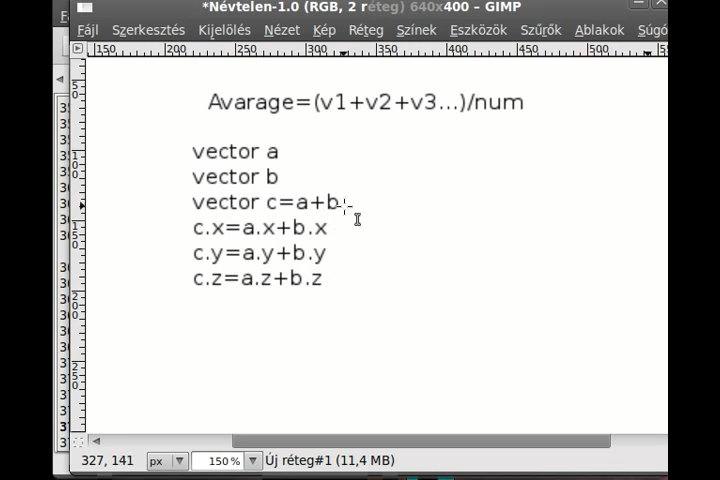 *Névtelen-1.0 (RGB, 2 réteg) 640x400 – GIMP
Fájl Szerkesztés Kijelölés Nézet Kép Réteg Színek Eszközök Szűrők Ablakok Súgó
150 200 250 300 350 400 450 500
Avarage=(v1+v2+v3...)/num
vector a
vector b
vector c=a+b
c.x=a.x+b.x
c.y=a.y+b.y
c.z=a.z+b.z
327, 141 px 150% Új réteg#1 (11,4 MB)